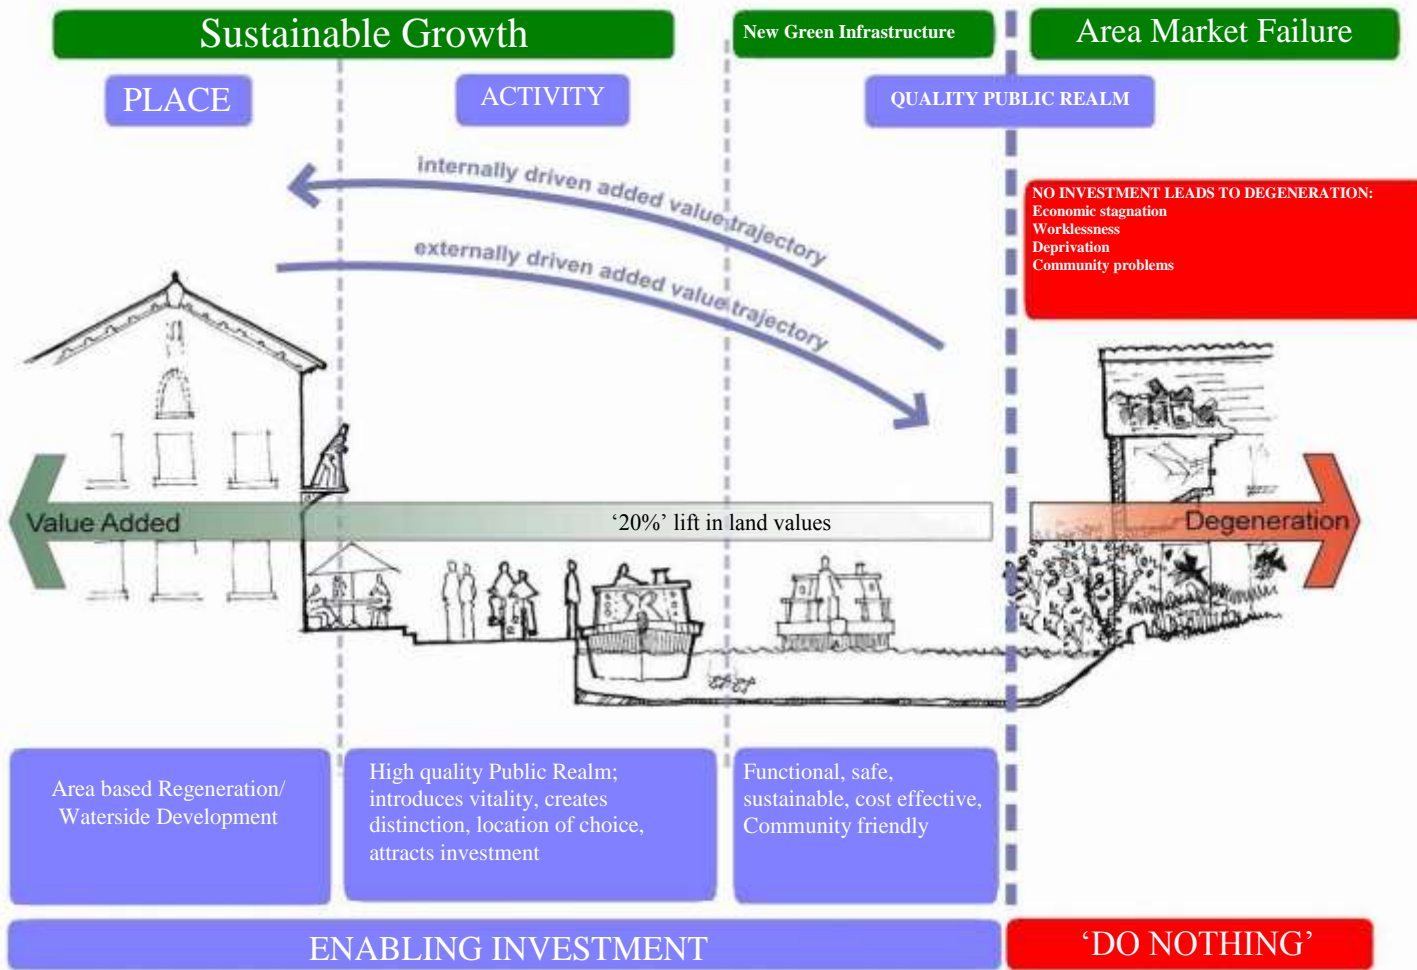 Sustainable Growth
New Green Infrastructure
Area Market Failure
PLACE
ACTIVITY
QUALITY PUBLIC REALM
internally driven added value trajectory
externally driven added value trajectory
NO INVESTMENT LEADS TO DEGENERATION:
Economic stagnation
Worklessness
Deprivation
Community problems
Value Added
‘20%’ lift in land values
Degeneration
Area based Regeneration/
Waterside Development
High quality Public Realm;
introduces vitality, creates
distinction, location of choice,
attracts investment
Functional, safe,
sustainable, cost effective,
Community friendly
ENABLING INVESTMENT
‘DO NOTHING’